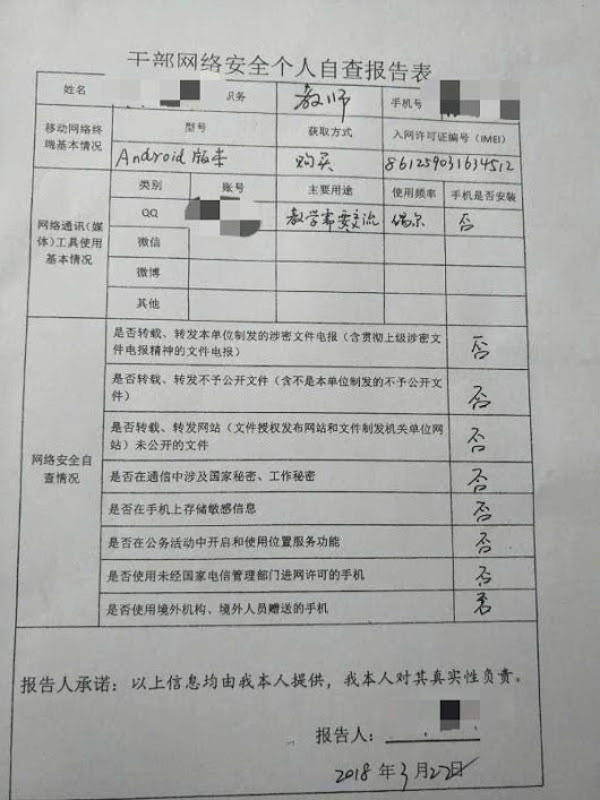 干部网络安全个人自查报告表
姓名 职务 教师 手机号
移动网络终端基本情况 型号 获取方式 入网许可证编号（IMEI）
Android 版本 购买 861259031634512
网络通讯(媒体)工具使用基本情况 类别 账号 主要用途 使用频率 手机是否安装
QQ 教学需要交流 偶尔 否
微信
微博
其他
网络安全自查情况
是否转载、转发本单位制发的涉密文件电报（含贯彻上级涉密文
件电报精神的文件电报） 否
是否转载、转发不予公开文件（含不是本单位制发的不予公开文
件） 否
是否转载、转发网站（文件授权发布网站和文件制发机关单位网
站）未公开的文件 否
是否在通信中涉及国家秘密、工作秘密 否
是否在手机上存储敏感信息 否
是否在公务活动中开启和使用位置服务功能 否
是否使用未经国家电信管理部门进网许可的手机 否
是否使用境外机构、境外人员赠送的手机 否
报告人承诺：以上信息均由我本人提供，我本人对其真实性负责。
报告人：
2018 年 3 月 27日